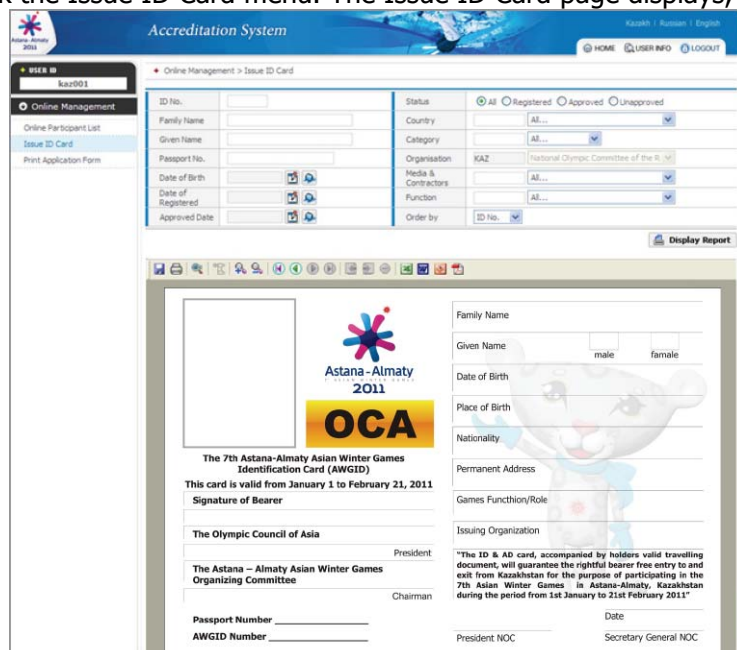 k the Issue ID Card menu. The Issue ID Card page displays,
Astana-Almaty
2011
Accreditation System
Kazakh | Russian | English
HOME USER INFO LOGOUT
USER ID
kaz001
Online Management
Online Participant List
Issue ID Card
Print Application Form
Online Management > Issue ID Card
ID No.
Status All Registered Approved Unapproved
Family Name
Country All...
Given Name
Category All...
Passport No.
Organisation KAZ National Olympic Committee of the R
Date of Birth
Media & Contractors All...
Date of Registered
Function All...
Approved Date
Order by ID No.
Display Report
Astana-Almaty
7th ASIAN WINTER GAMES
2011
OCA
The 7th Astana-Almaty Asian Winter Games
Identification Card (AWGID)
This card is valid from January 1 to February 21, 2011
Signature of Bearer
The Olympic Council of Asia
President
The Astana – Almaty Asian Winter Games
Organizing Committee
Chairman
Passport Number
AWGID Number
Family Name
Given Name
male famale
Date of Birth
Place of Birth
Nationality
Permanent Address
Games Functhion/Role
Issuing Organization
"The ID & AD card, accompanied by holders valid travelling
document, will guarantee the rightful bearer free entry to and
exit from Kazakhstan for the purpose of participating in the
7th Asian Winter Games in Astana-Almaty, Kazakhstan
during the period from 1st January to 21st February 2011"
Date
President NOC Secretary General NOC